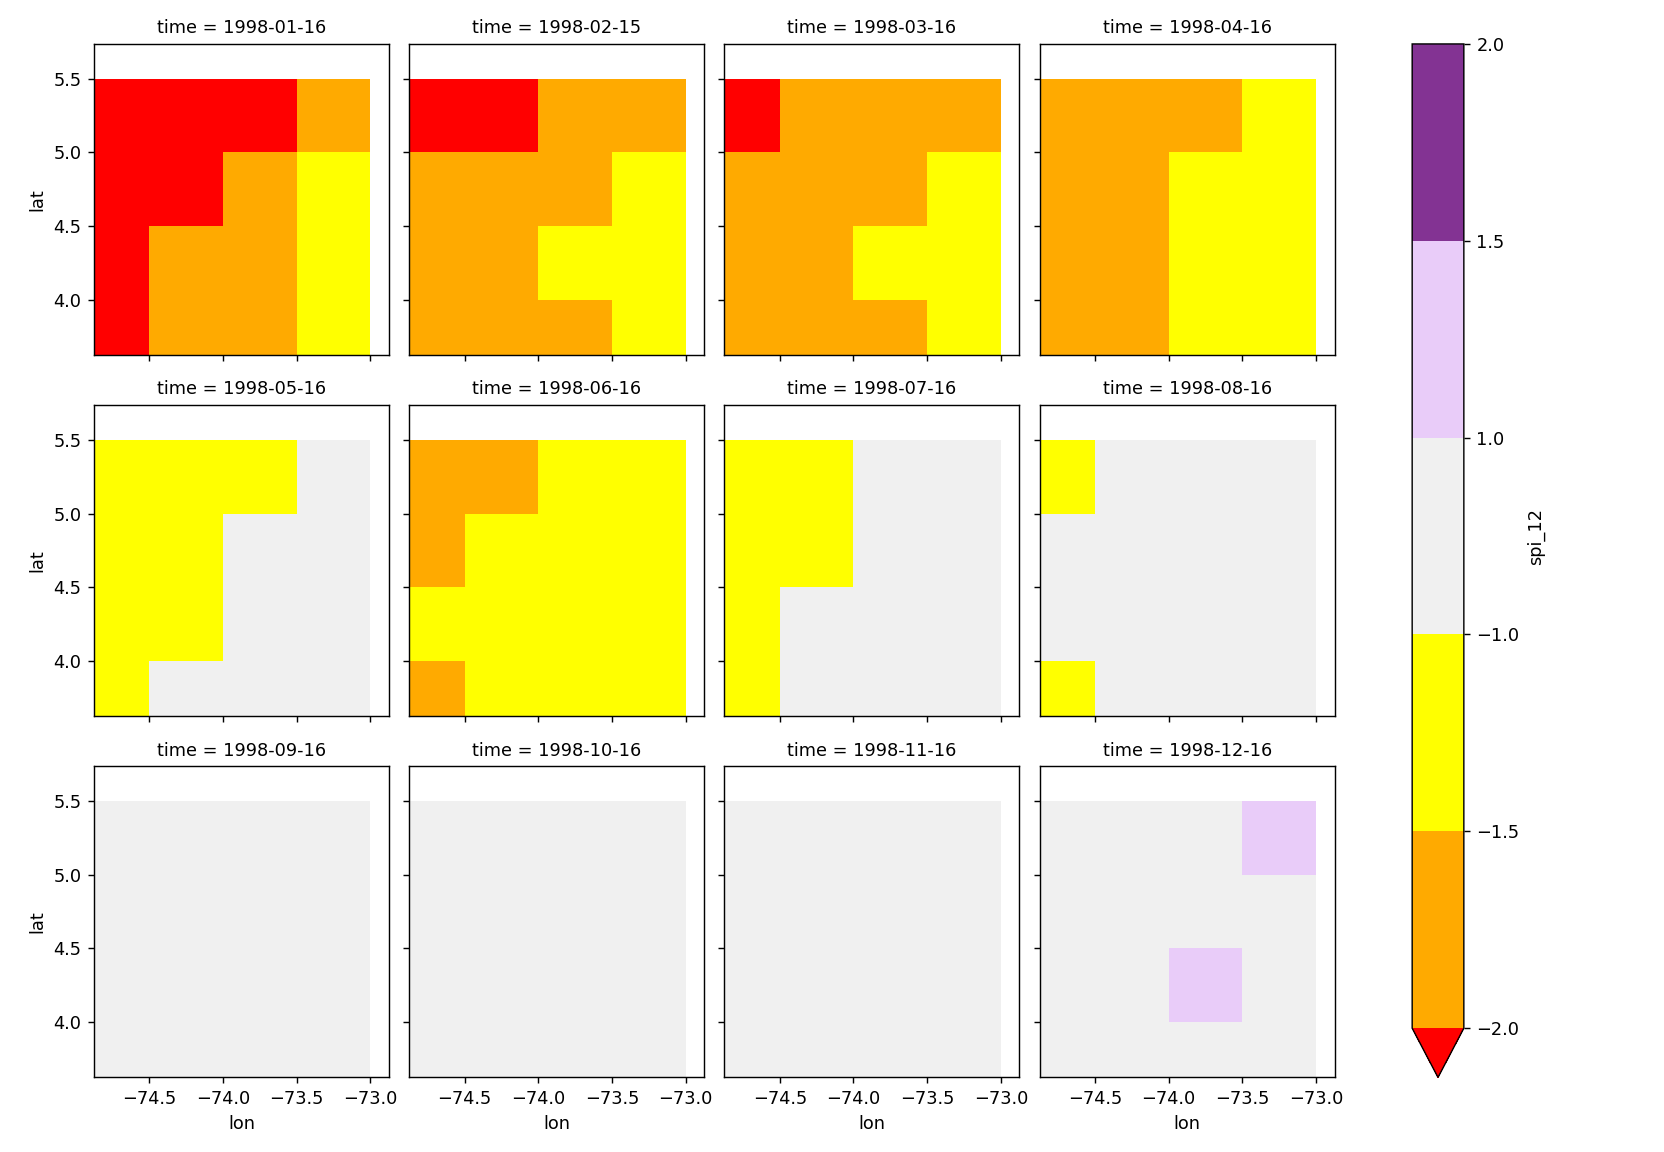 time = 1998-01-16
time = 1998-02-15
time = 1998-03-16
time = 1998-04-16
5.5
5.0
4.5
4.0
lat
time = 1998-05-16
time = 1998-06-16
time = 1998-07-16
time = 1998-08-16
5.5
5.0
4.5
4.0
lat
time = 1998-09-16
time = 1998-10-16
time = 1998-11-16
time = 1998-12-16
5.5
5.0
4.5
4.0
lat
−74.5 −74.0 −73.5 −73.0
lon
−74.5 −74.0 −73.5 −73.0
lon
−74.5 −74.0 −73.5 −73.0
lon
−74.5 −74.0 −73.5 −73.0
lon
2.0
1.5
1.0
−1.0
−1.5
−2.0
spi_12